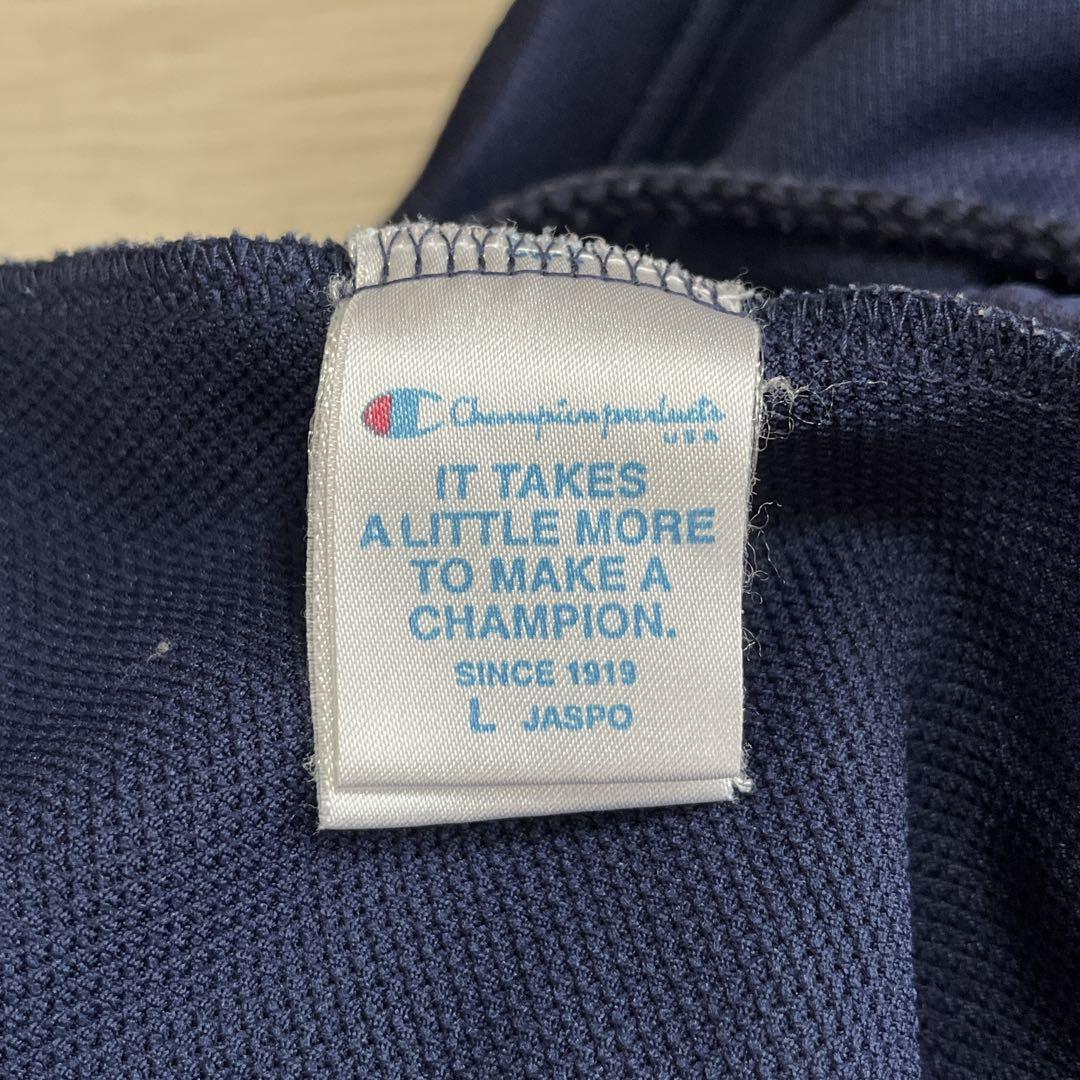 Champion products
USA
IT TAKES
A LITTLE MORE
TO MAKE A
CHAMPION.
SINCE 1919
L JASPO